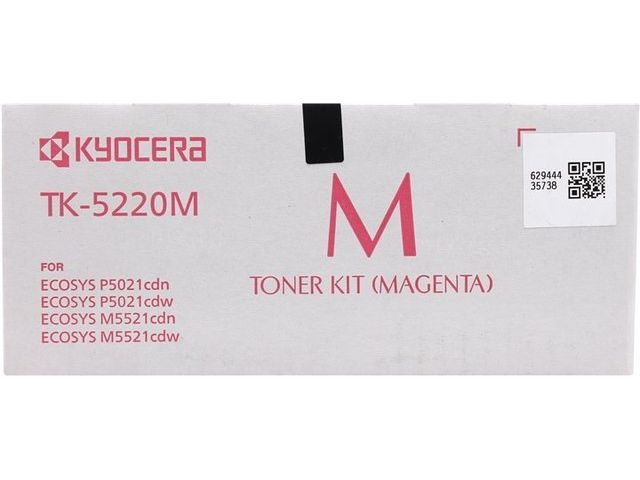 KYOCERa
TK-5220M
FOR
ECOSYS P5021cdn
ECOSYS P5021cdw
ECOSYS M5521cdn
ECOSYS M5521cdw
M
TONER KIT (MAGENTA)
629444
35738